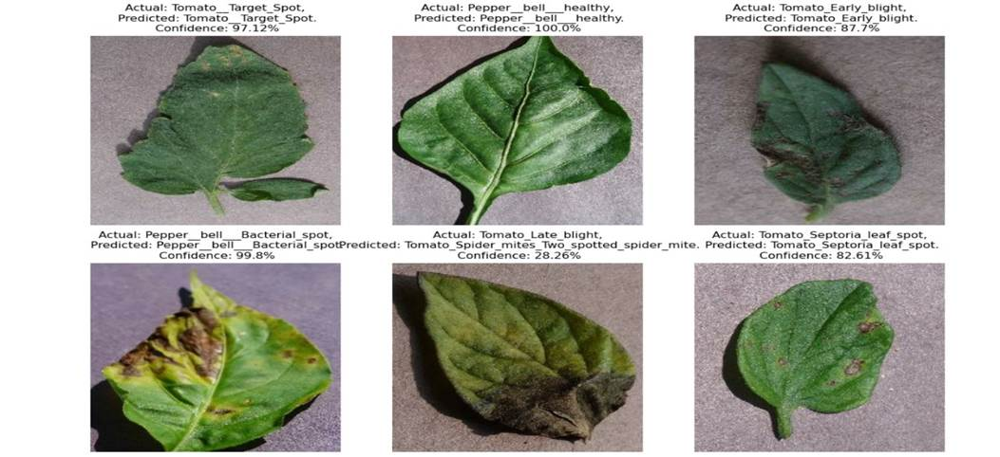 Actual: Tomato__Target_Spot,
Predicted: Tomato__Target_Spot.
Confidence: 97.12%
Actual: Pepper__bell___healthy,
Predicted: Pepper__bell___healthy.
Confidence: 100.0%
Actual: Tomato_Early_blight,
Predicted: Tomato_Early_blight.
Confidence: 87.7%
Actual: Pepper__bell___Bacterial_spot,
Predicted: Pepper__bell___Bacterial_spot.
Confidence: 99.8%
Actual: Tomato_Late_blight,
Predicted: Tomato_Spider_mites_Two_spotted_spider_mite.
Confidence: 28.26%
Actual: Tomato_Septoria_leaf_spot,
Predicted: Tomato_Septoria_leaf_spot.
Confidence: 82.61%